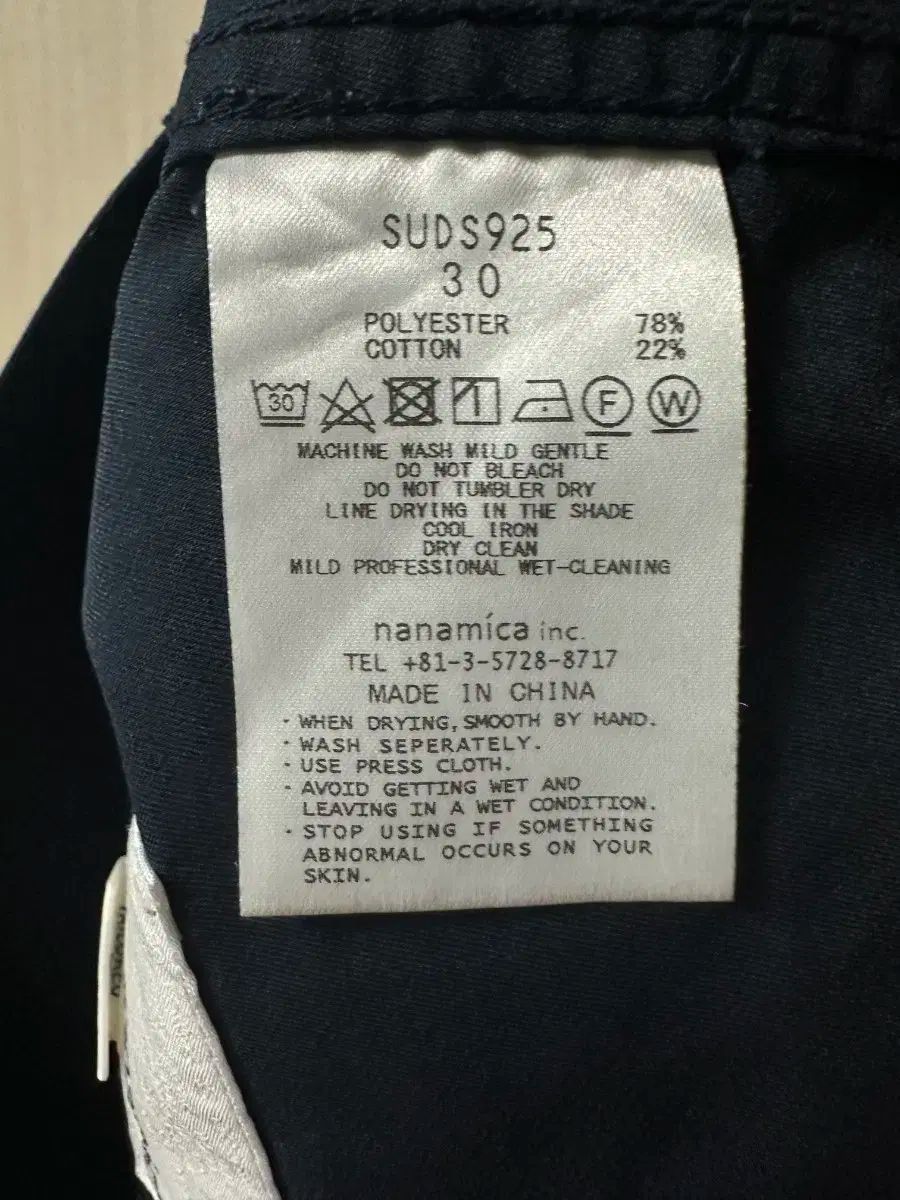 SUDS925
30
POLYESTER 78%
COTTON 22%
30 F W
MACHINE WASH MILD GENTLE
DO NOT BLEACH
DO NOT TUMBLER DRY
LINE DRYING IN THE SHADE
COOL IRON
DRY CLEAN
MILD PROFESSIONAL WET-CLEANING
nanamíca inc.
TEL +81-3-5728-8717
MADE IN CHINA
· WHEN DRYING, SMOOTH BY HAND.
· WASH SEPERATELY.
· USE PRESS CLOTH.
· AVOID GETTING WET AND
LEAVING IN A WET CONDITION.
· STOP USING IF SOMETHING
ABNORMAL OCCURS ON YOUR
SKIN.